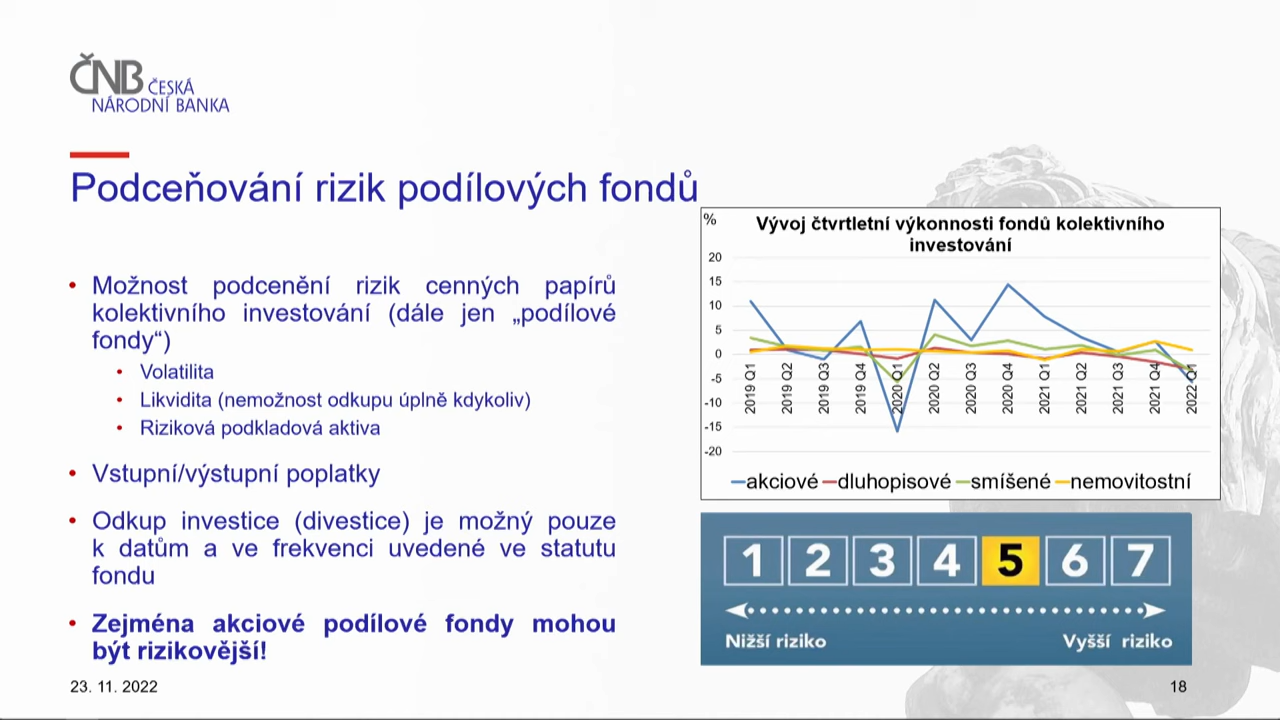 ČNB ČESKÁ
NÁRODNÍ BANKA
Podceňování rizik podílových fondů
• Možnost podcenění rizik cenných papírů
kolektivního investování (dále jen „podílové
fondy“)
• Volatilita
• Likvidita (nemožnost odkupu úplně kdykoliv)
• Riziková podkladová aktiva
• Vstupní/výstupní poplatky
• Odkup investice (divestice) je možný pouze
k datům a ve frekvenci uvedené ve statutu
fondu
• Zejména akciové podílové fondy mohou
být rizikovější!
%
Vývoj čtvrtletní výkonnosti fondů kolektivního
investování
20
15
10
5
0
-5
-10
-15
-20
2019 Q1
2019 Q2
2019 Q3
2019 Q4
2020 Q1
2020 Q2
2020 Q3
2020 Q4
2021 Q1
2021 Q2
2021 Q3
2021 Q4
2022 Q1
akciové dluhopisové smíšené nemovitostní
1 2 3 4 5 6 7
Nižší riziko Vyšší riziko
23. 11. 2022
18